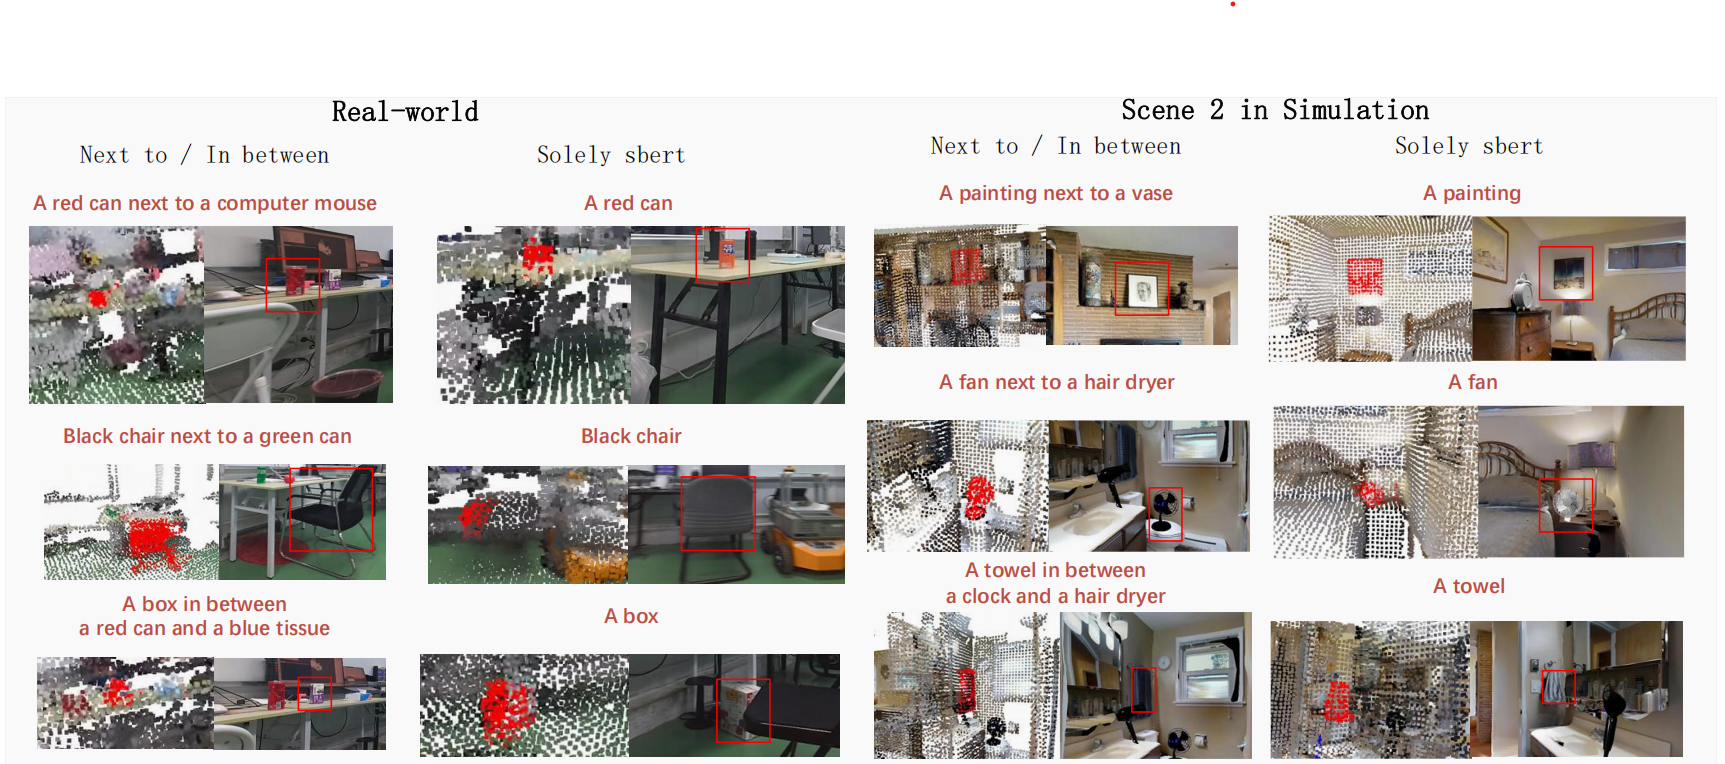 Real-world
Next to / In between
Solely sbert
A red can next to a computer mouse
A red can
Black chair next to a green can
Black chair
A box in between
a red can and a blue tissue
A box
Scene 2 in Simulation
Next to / In between
Solely sbert
A painting next to a vase
A painting
A fan next to a hair dryer
A fan
A towel in between
a clock and a hair dryer
A towel